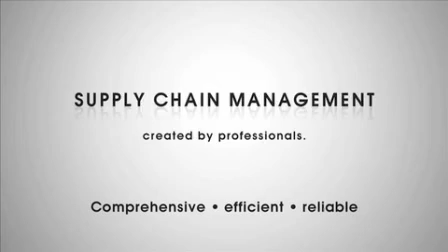 SUPPLY CHAIN MANAGEMENT
created by professionals.
Comprehensive • efficient • reliable